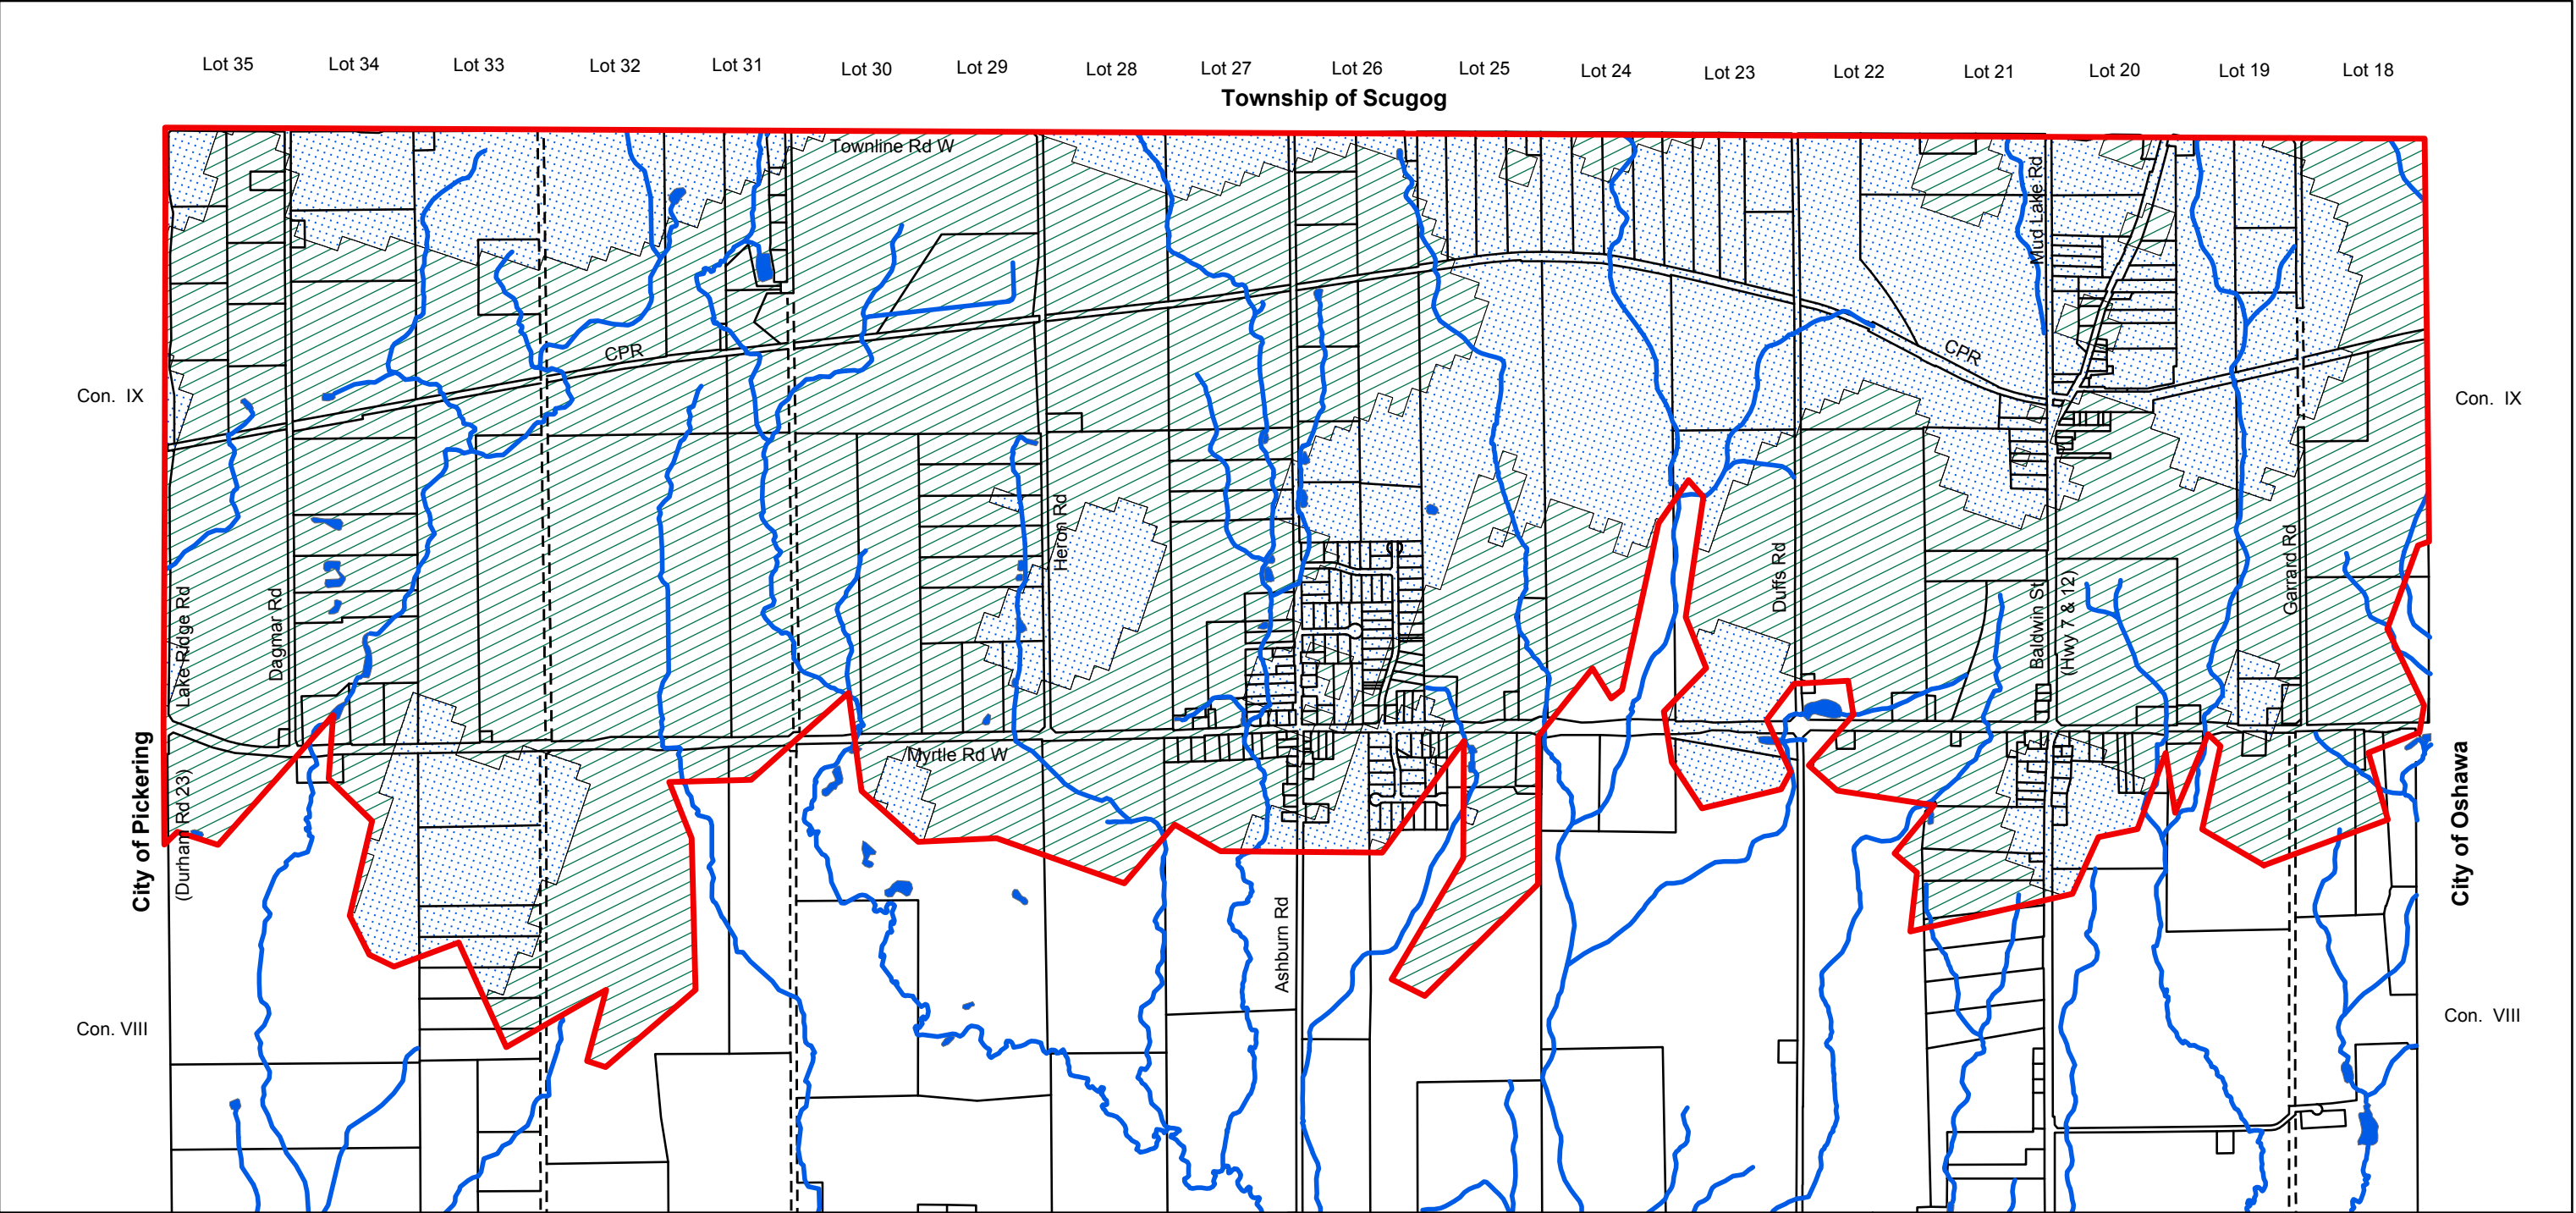 Lot 35
Lot 34
Lot 33
Lot 32
Lot 31
Lot 30
Lot 29
Lot 28
Lot 27
Lot 26
Lot 25
Lot 24
Lot 23
Lot 22
Lot 21
Lot 20
Lot 19
Lot 18
Township of Scugog
Townline Rd W
Mud Lake Rd
CPR
CPR
Con. IX
Con. IX
Heron Rd
Lake Ridge Rd
(Durham Rd 23)
Dagmar Rd
Duffs Rd
Baldwin St
(Hwy 7 & 12)
Garrard Rd
Myrtle Rd W
City of Pickering
City of Oshawa
Ashburn Rd
Con. VIII
Con. VIII